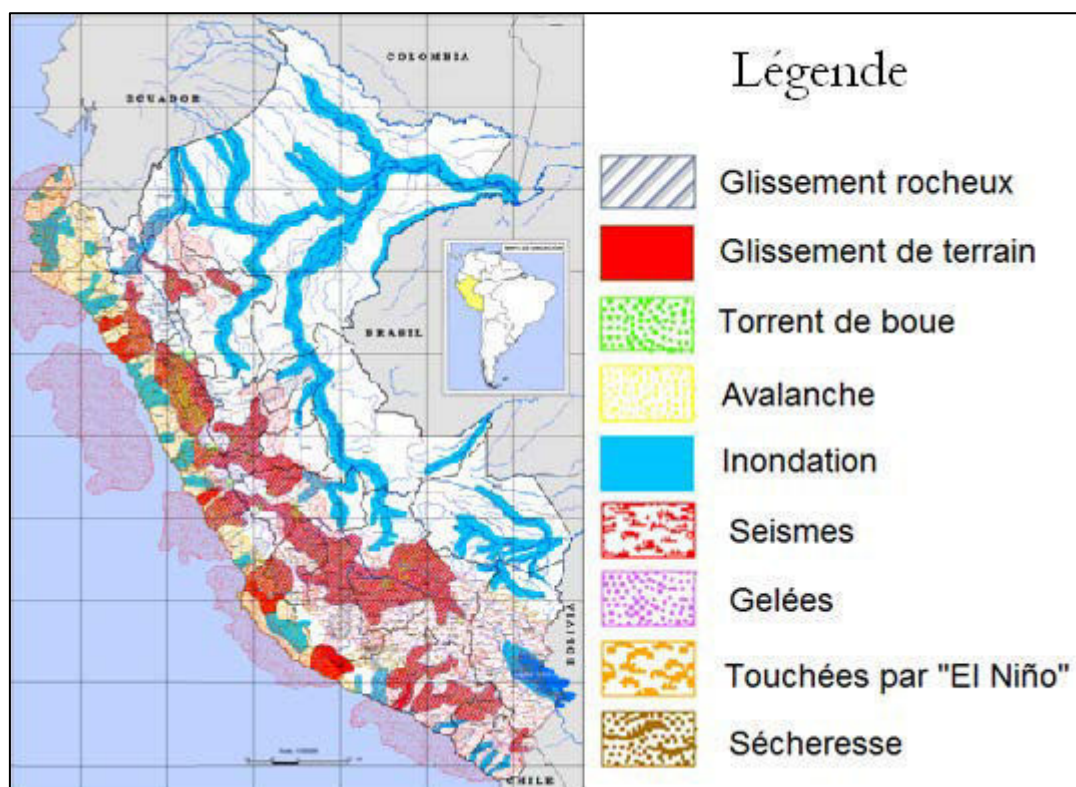 COLOMBIA
ECUADOR
BRASIL
BOLIVIA
CHILE
Légende
Glissement rocheux
Glissement de terrain
Torrent de boue
Avalanche
Inondation
Seismes
Gelées
Touchées par "El Niño"
Sécheresse